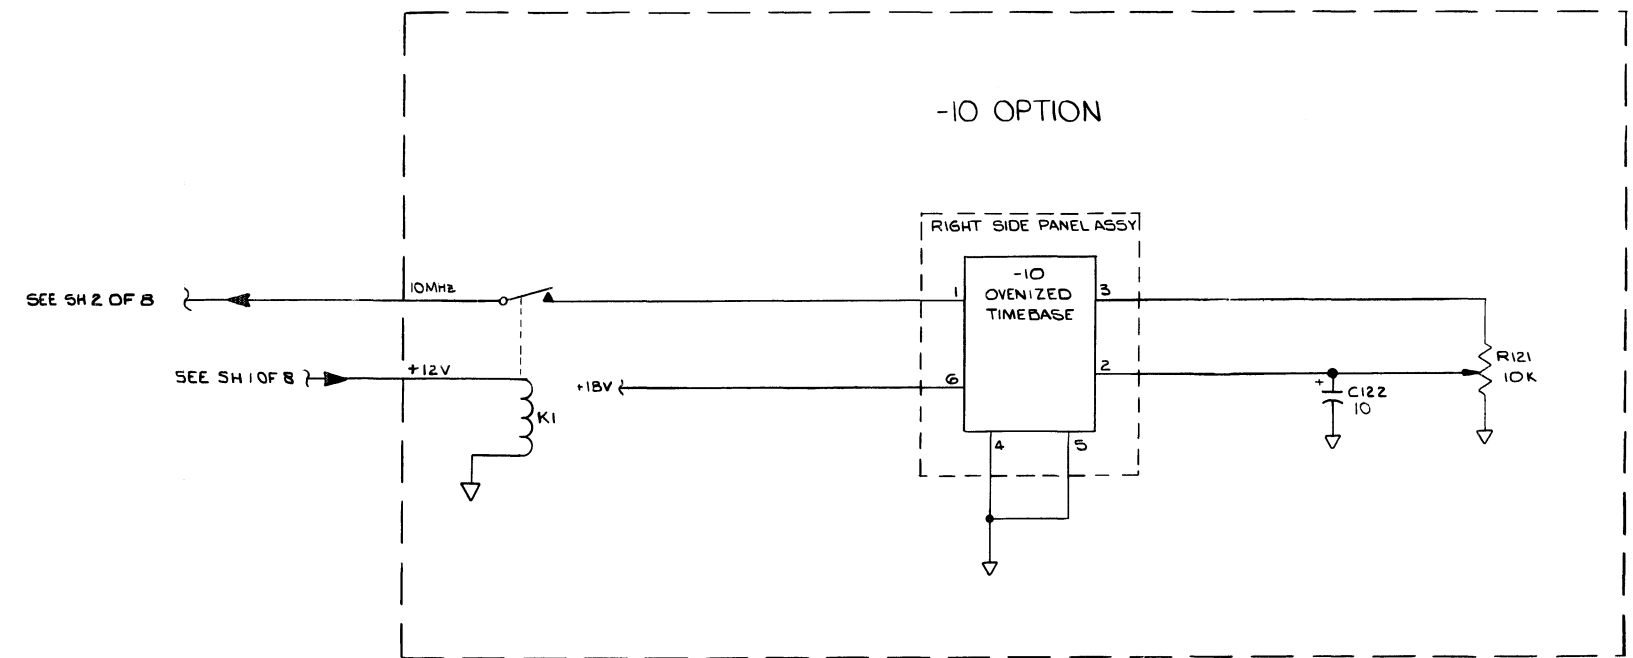 -10 OPTION
RIGHT SIDE PANEL ASSY
-10
OVENIZED
TIMEBASE
1
3
2
6
4
5
SEE SH 2 OF 8
10MHz
SEE SH 1 OF 8
+12V
K1
+18V
R121
10K
+
C122
10